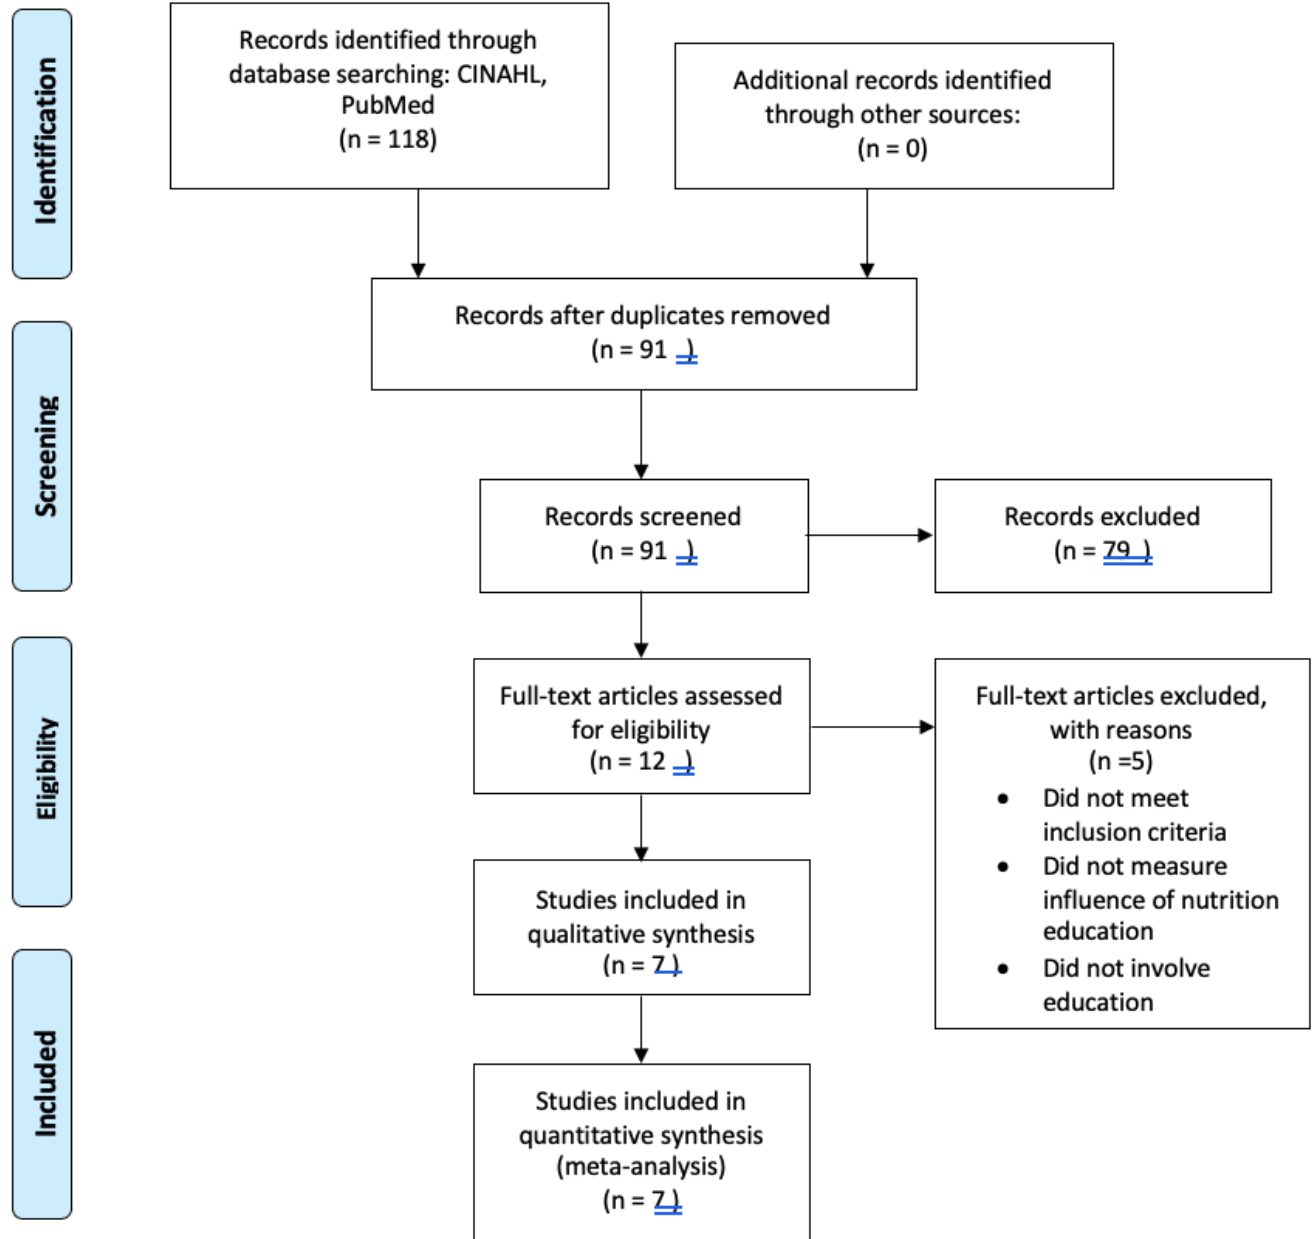 Identification
Records identified through
database searching: CINAHL,
PubMed
(n = 118)
Additional records identified
through other sources:
(n = 0)
Records after duplicates removed
(n = 91 )
Screening
Records screened
(n = 91 )
Records excluded
(n = 79 )
Eligibility
Full-text articles assessed
for eligibility
(n = 12 )
Full-text articles excluded,
with reasons
(n =5)
• Did not meet
inclusion criteria
• Did not measure
influence of nutrition
education
• Did not involve
education
Studies included in
qualitative synthesis
(n = 7 )
Included
Studies included in
quantitative synthesis
(meta-analysis)
(n = 7 )